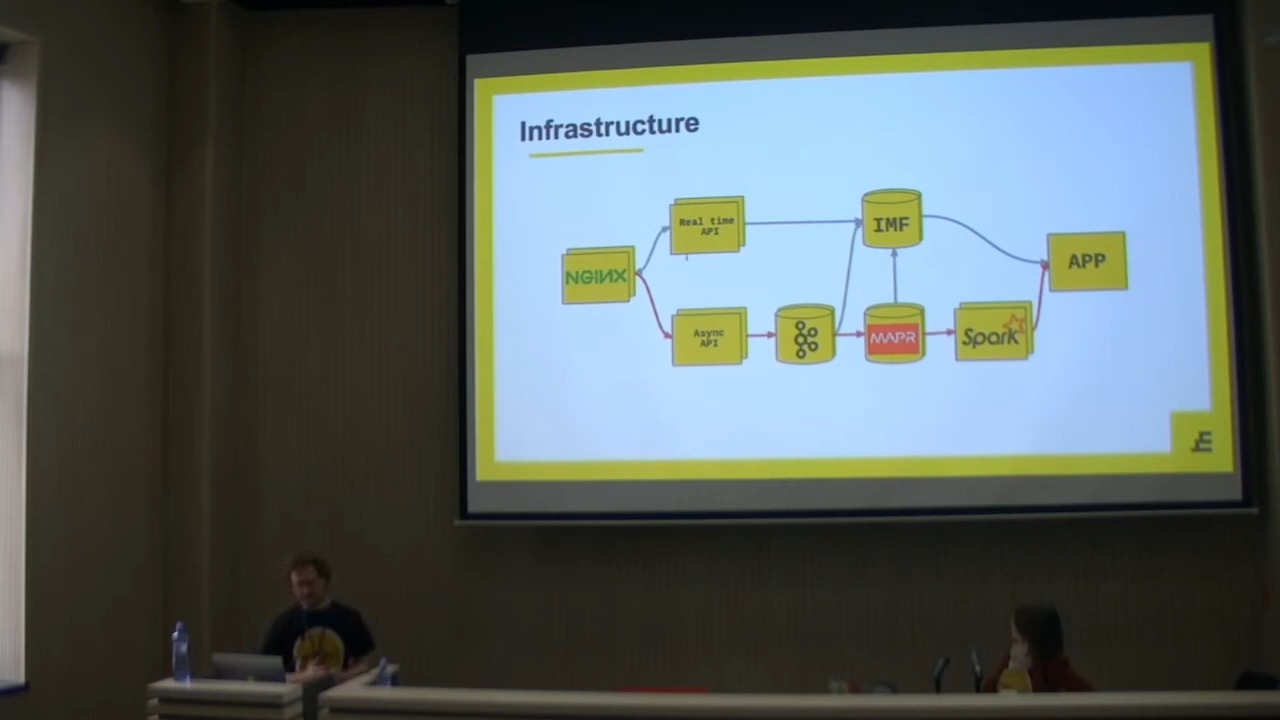 Infrastructure
NGINX
Real time
API
IMF
APP
Async
API
MAPR
Spark